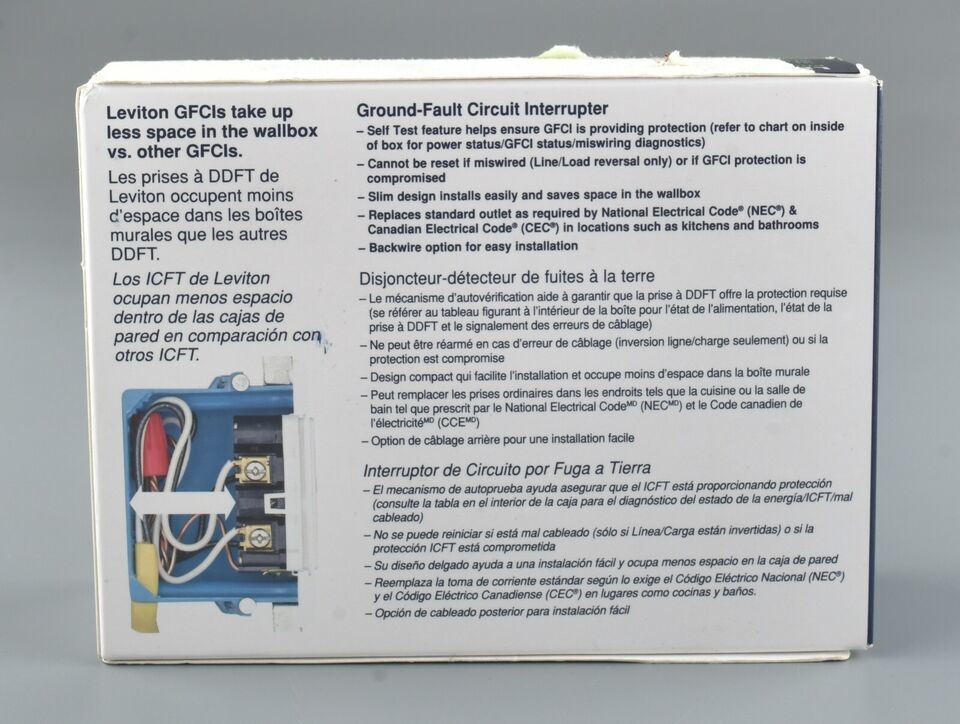 Leviton GFCIs take up
less space in the wallbox
vs. other GFCIs.
Les prises à DDFT de
Leviton occupent moins
d'espace dans les boîtes
murales que les autres
DDFT.
Los ICFT de Leviton
ocupan menos espacio
dentro de las cajas de
pared en comparación con
otros ICFT.
Ground-Fault Circuit Interrupter
– Self Test feature helps ensure GFCI is providing protection (refer to chart on inside
of box for power status/GFCI status/miswiring diagnostics)
– Cannot be reset if miswired (Line/Load reversal only) or if GFCI protection is
compromised
– Slim design installs easily and saves space in the wallbox
– Replaces standard outlet as required by National Electrical Code® (NEC®) &
Canadian Electrical Code® (CEC®) in locations such as kitchens and bathrooms
– Backwire option for easy installation
Disjoncteur-détecteur de fuites à la terre
– Le mécanisme d'autovérification aide à garantir que la prise à DDFT offre la protection requise
(se référer au tableau figurant à l'intérieur de la boîte pour l'état de l'alimentation, l'état de la
prise à DDFT et le signalement des erreurs de câblage)
– Ne peut être réarmé en cas d'erreur de câblage (inversion ligne/charge seulement) ou si la
protection est compromise
– Design compact qui facilite l'installation et occupe moins d'espace dans la boîte murale
– Peut remplacer les prises ordinaires dans les endroits tels que la cuisine ou la salle de
bain tel que prescrit par le National Electrical Code ᴹᴰ (NEC ᴹᴰ) et le Code canadien de
l'électricité ᴹᴰ (CCE ᴹᴰ)
– Option de câblage arrière pour une installation facile
Interruptor de Circuito por Fuga a Tierra
– El mecanismo de autoprueba ayuda asegurar que el ICFT está proporcionando protección
(consulte la tabla en el interior de la caja para el diagnóstico del estado de la energía/ICFT/mal
cableado)
– No se puede reiniciar si está mal cableado (sólo si Línea/Carga están invertidas) o si la
protección ICFT está comprometida
– Su diseño delgado ayuda a una instalación fácil y ocupa menos espacio en la caja de pared
– Reemplaza la toma de corriente estándar según lo exige el Código Eléctrico Nacional (NEC®)
y el Código Eléctrico Canadiense (CEC®) en lugares como cocinas y baños.
– Opción de cableado posterior para instalación fácil